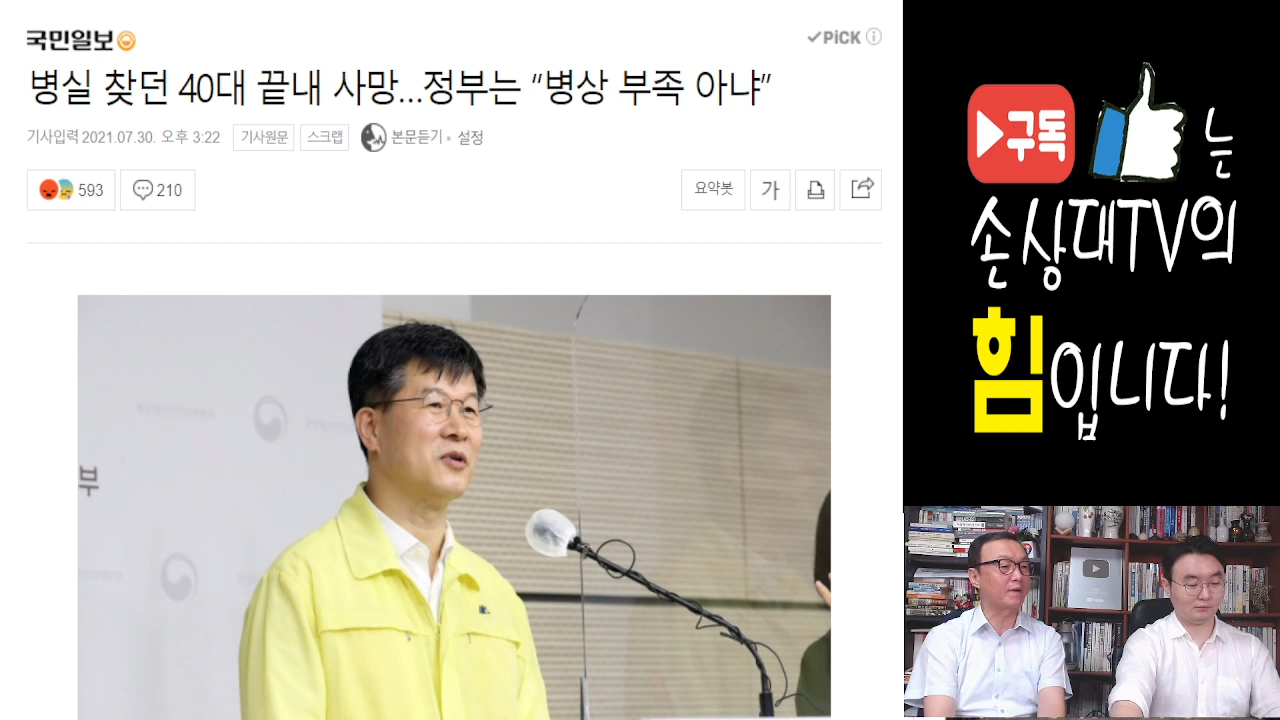 국민일보
PiCK
병실 찾던 40대 끝내 사망...정부는 "병상 부족 아냐"
기사입력 2021.07.30. 오후 3:22
기사원문
스크랩
본문듣기
설정
593
210
요약봇
가
부
구독
는
손상대TV의
힘입니다!